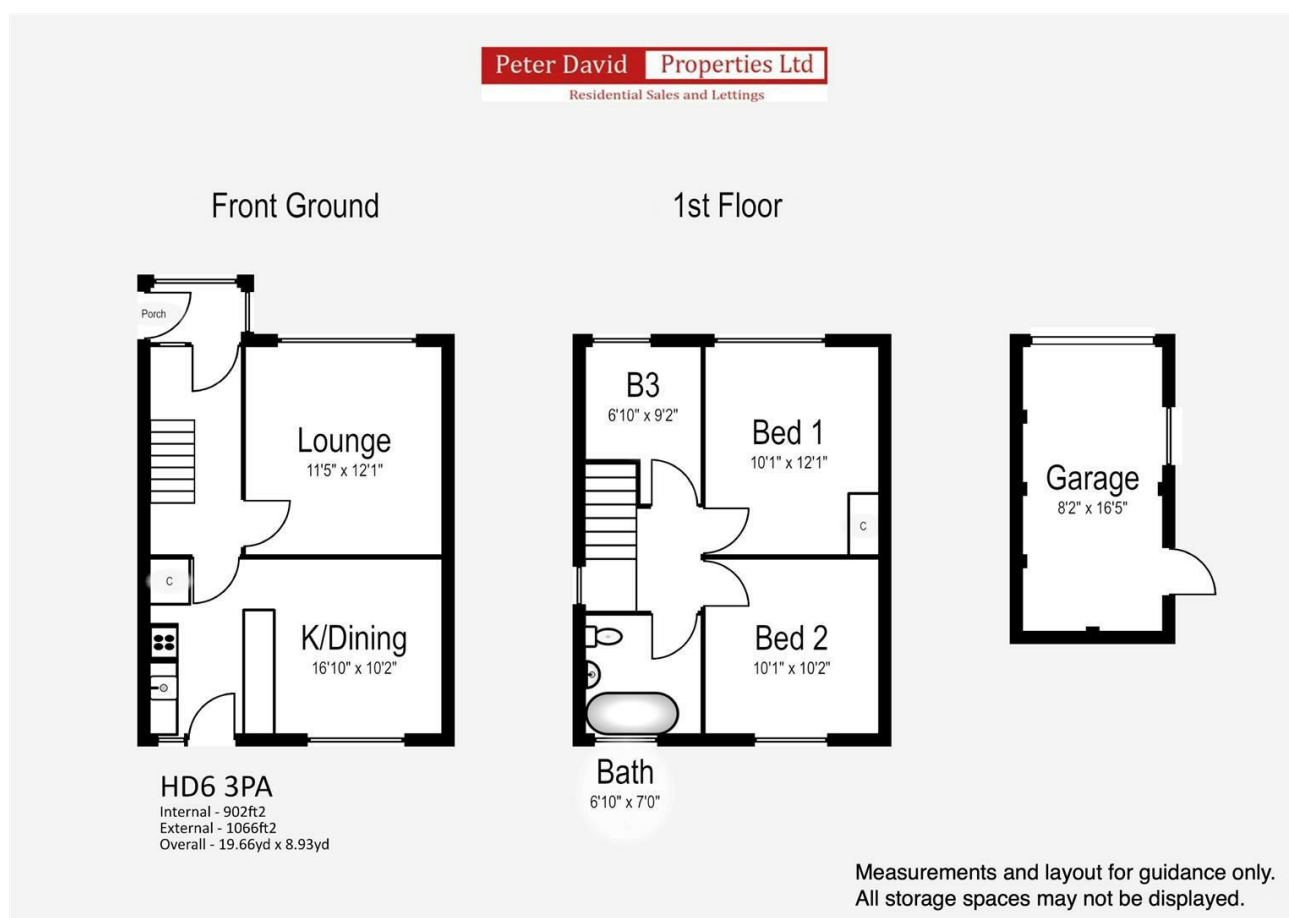 Peter David Properties Ltd
Residential Sales and Lettings
Front Ground
1st Floor
Porch
B3
6'10" x 9'2"
Bed 1
10'1" x 12'1"
Lounge
11'5" x 12'1"
Garage
8'2" x 16'5"
C
C
K/Dining
16'10" x 10'2"
Bed 2
10'1" x 10'2"
Bath
6'10" x 7'0"
HD6 3PA
Internal - 902ft2
External - 1066ft2
Overall - 19.66yd x 8.93yd
Measurements and layout for guidance only.
All storage spaces may not be displayed.